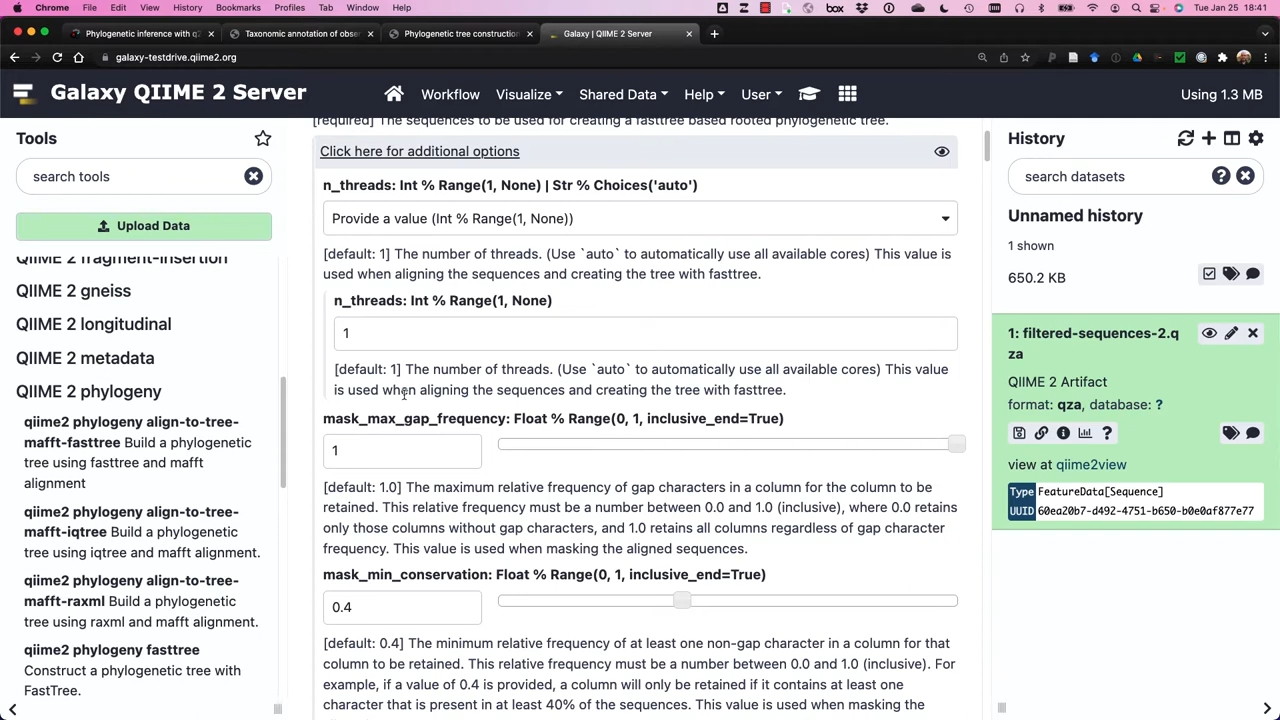 Chrome File Edit View History Bookmarks Profiles Tab Window Help box Tue Jan 25 18:41
Phylogenetic inference with q2 Taxonomic annotation of obser Phylogenetic tree construction Galaxy | QIIME 2 Server
galaxy-testdrive.qiime2.org
Galaxy QIIME 2 Server Workflow Visualize Shared Data Help User Using 1.3 MB
Tools
search tools
Upload Data
QIIME 2 fragment-insertion
QIIME 2 gneiss
QIIME 2 longitudinal
QIIME 2 metadata
QIIME 2 phylogeny
qiime2 phylogeny align-to-tree-
mafft-fasttree Build a phylogenetic
tree using fasttree and mafft
alignment
qiime2 phylogeny align-to-tree-
mafft-iqtree Build a phylogenetic
tree using iqtree and mafft alignment.
qiime2 phylogeny align-to-tree-
mafft-raxml Build a phylogenetic
tree using raxml and mafft alignment.
qiime2 phylogeny fasttree
Construct a phylogenetic tree with
FastTree.
[required] The sequences to be used for creating a fasttree based rooted phylogenetic tree.
Click here for additional options
n_threads: Int % Range(1, None) | Str % Choices('auto')
Provide a value (Int % Range(1, None))
[default: 1] The number of threads. (Use `auto` to automatically use all available cores) This value is
used when aligning the sequences and creating the tree with fasttree.
n_threads: Int % Range(1, None)
1
[default: 1] The number of threads. (Use `auto` to automatically use all available cores) This value
is used when aligning the sequences and creating the tree with fasttree.
mask_max_gap_frequency: Float % Range(0, 1, inclusive_end=True)
1
[default: 1.0] The maximum relative frequency of gap characters in a column for the column to be
retained. This relative frequency must be a number between 0.0 and 1.0 (inclusive), where 0.0 retains
only those columns without gap characters, and 1.0 retains all columns regardless of gap character
frequency. This value is used when masking the aligned sequences.
mask_min_conservation: Float % Range(0, 1, inclusive_end=True)
0.4
[default: 0.4] The minimum relative frequency of at least one non-gap character in a column for that
column to be retained. This relative frequency must be a number between 0.0 and 1.0 (inclusive). For
example, if a value of 0.4 is provided, a column will only be retained if it contains at least one
character that is present in at least 40% of the sequences. This value is used when masking the
History
search datasets
Unnamed history
1 shown
650.2 KB
1: filtered-sequences-2.q
za
QIIME 2 Artifact
format: qza, database: ?
view at qiime2view
Type FeatureData[Sequence]
UUID 60ea20b7-d492-4751-b650-b0e0af877e77